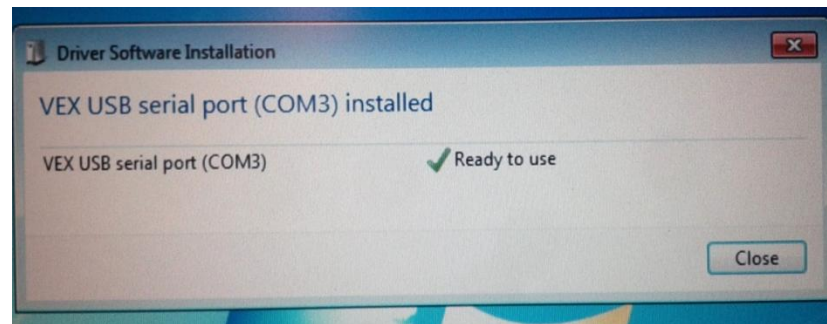 Driver Software Installation
VEX USB serial port (COM3) installed
VEX USB serial port (COM3) Ready to use
Close